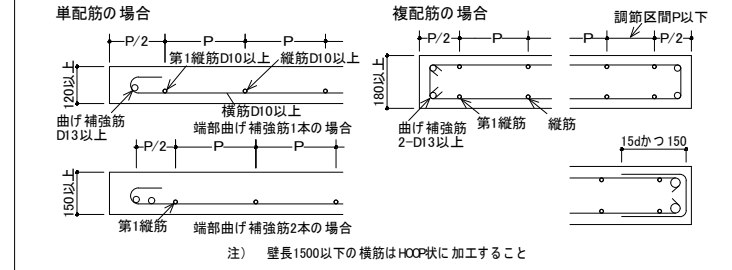 単配筋の場合
P/2 P P
第1縦筋D10以上 縦筋D10以上
120以上
横筋D10以上
曲げ補強筋
D13以上
端部曲げ補強筋1本の場合
P/2 P P
150以上
第1縦筋
端部曲げ補強筋2本の場合
複配筋の場合
調節区間P以下
P/2 P P P/2
180以上
曲げ補強筋
2-D13以上
第1縦筋
縦筋
15dかつ150
注) 壁長1500以下の横筋はHOOP状に加工すること